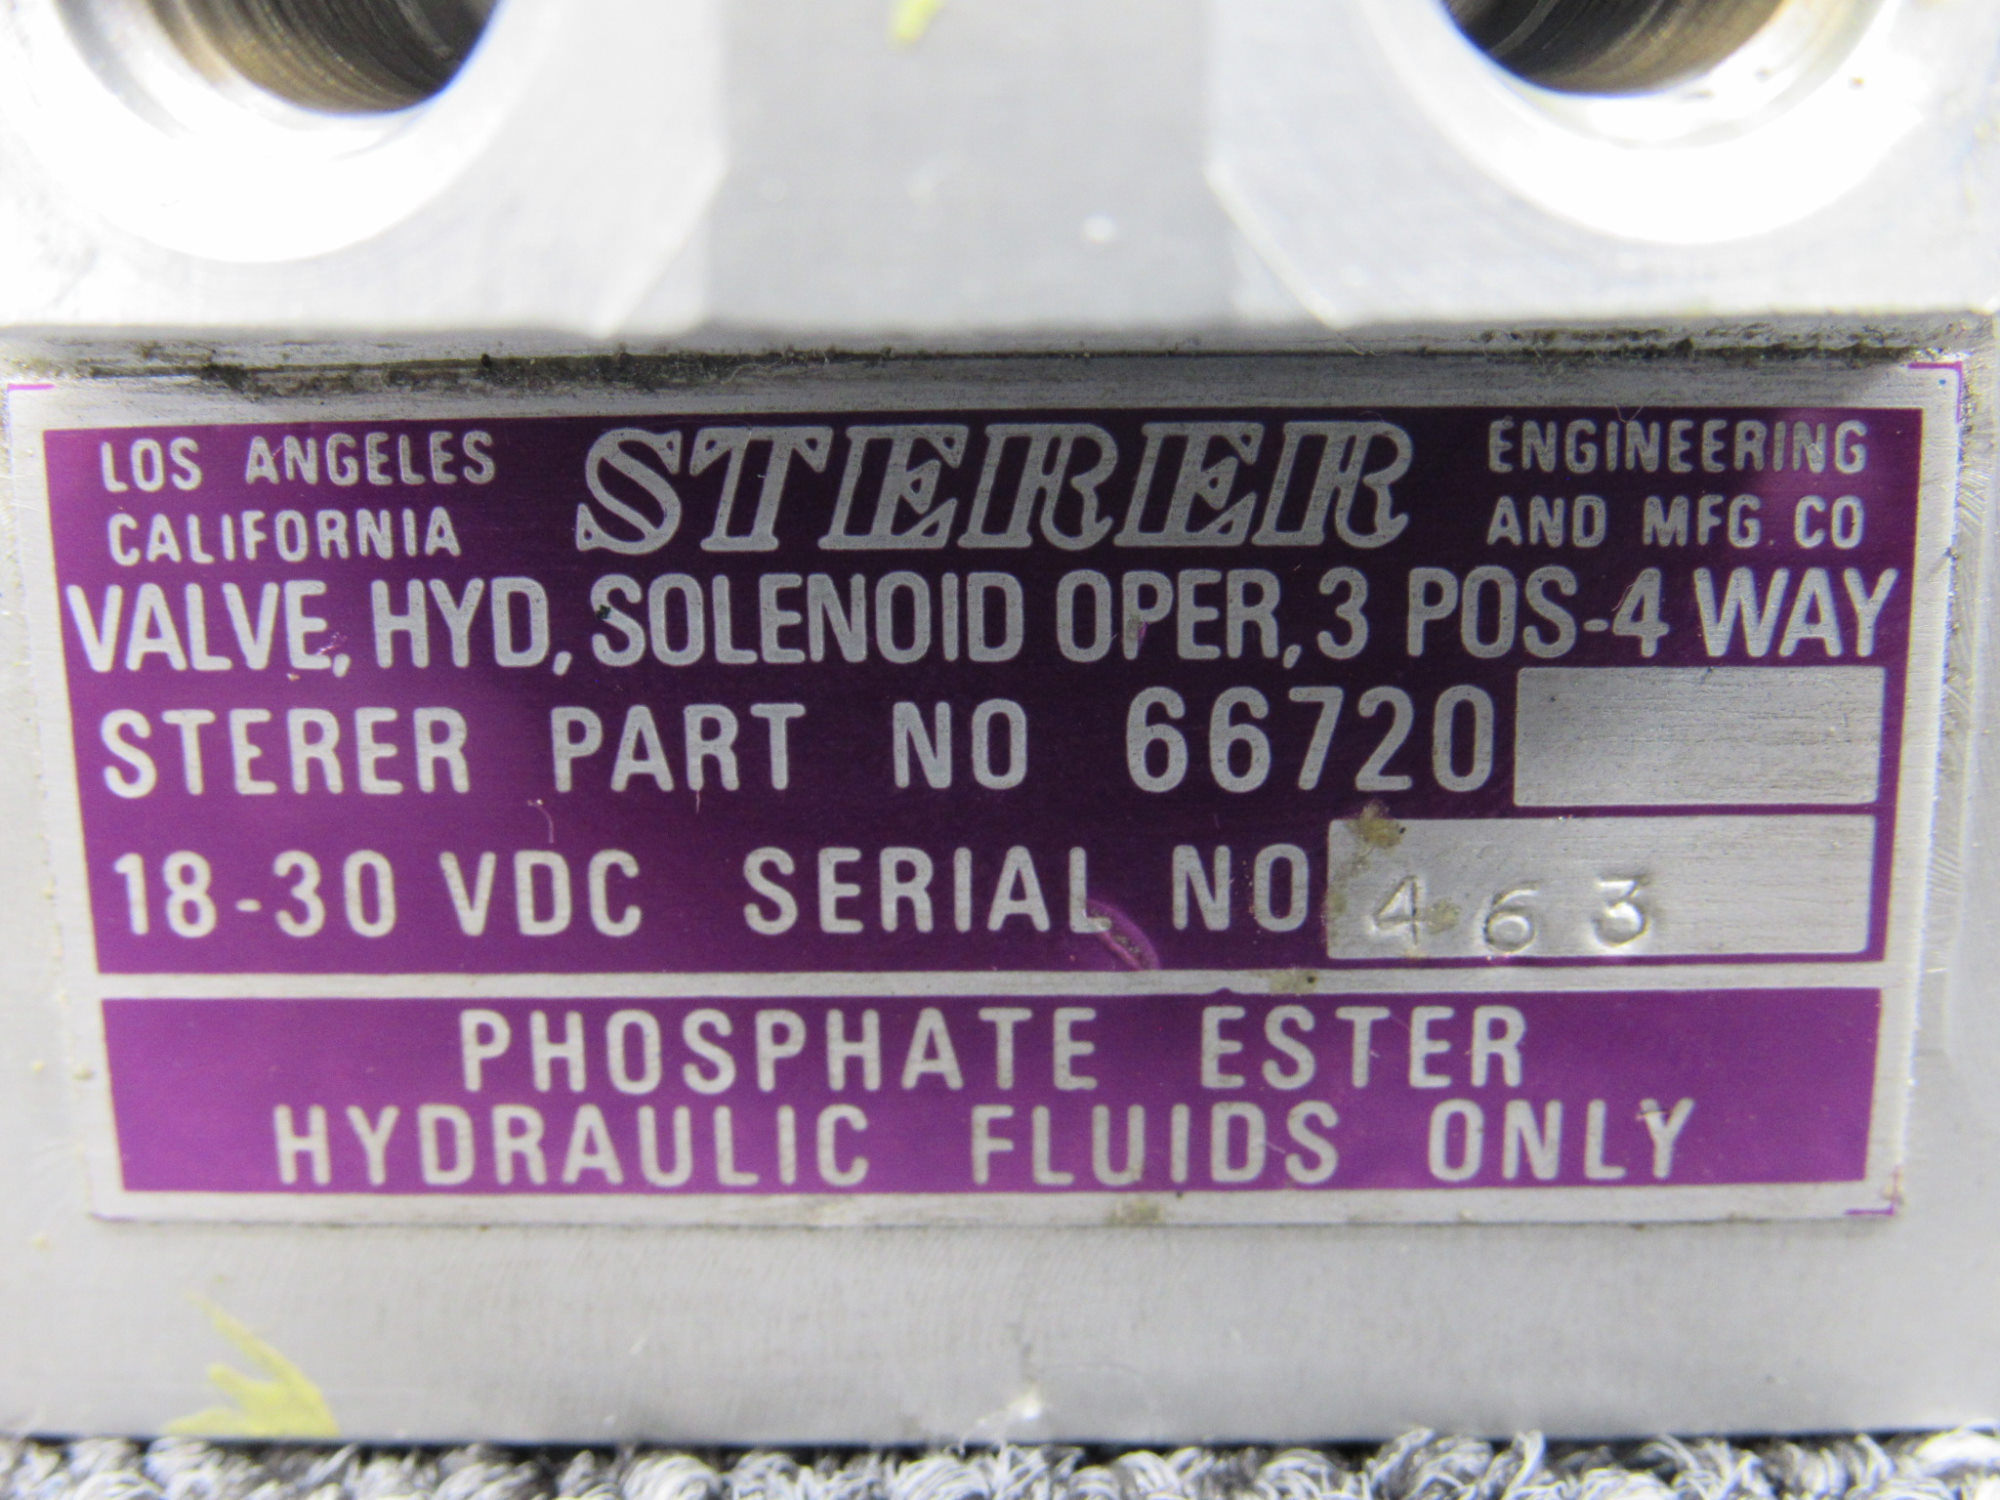 LOS ANGELES
CALIFORNIA
STERER
ENGINEERING
AND MFG. CO
VALVE, HYD, SOLENOID OPER, 3 POS-4 WAY
STERER PART NO 66720
18-30 VDC SERIAL NO 463
PHOSPHATE ESTER
HYDRAULIC FLUIDS ONLY